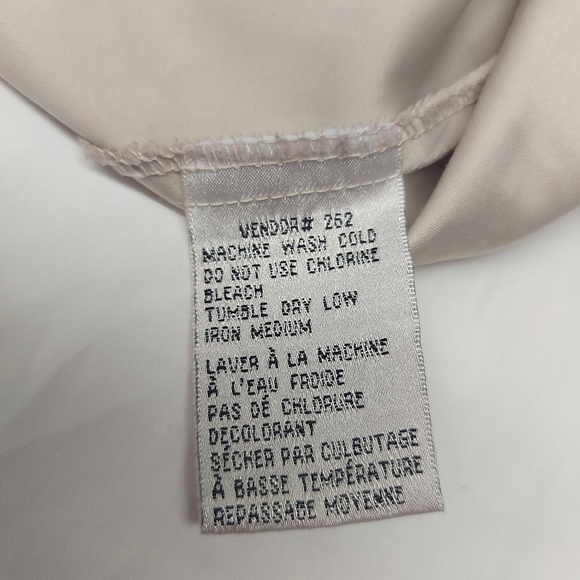 VENDOR# 262
MACHINE WASH COLD
DO NOT USE CHLORINE
BLEACH
TUMBLE DRY LOW
IRON MEDIUM
LAVER À LA MACHINE
À L'EAU FROIDE
PAS DÉ CHLORURE
DECOLORANT
SÉCHER PAR CULBUTAGE
À BASSE TEMPÉRATURE
REPASSAGE MOYENNE